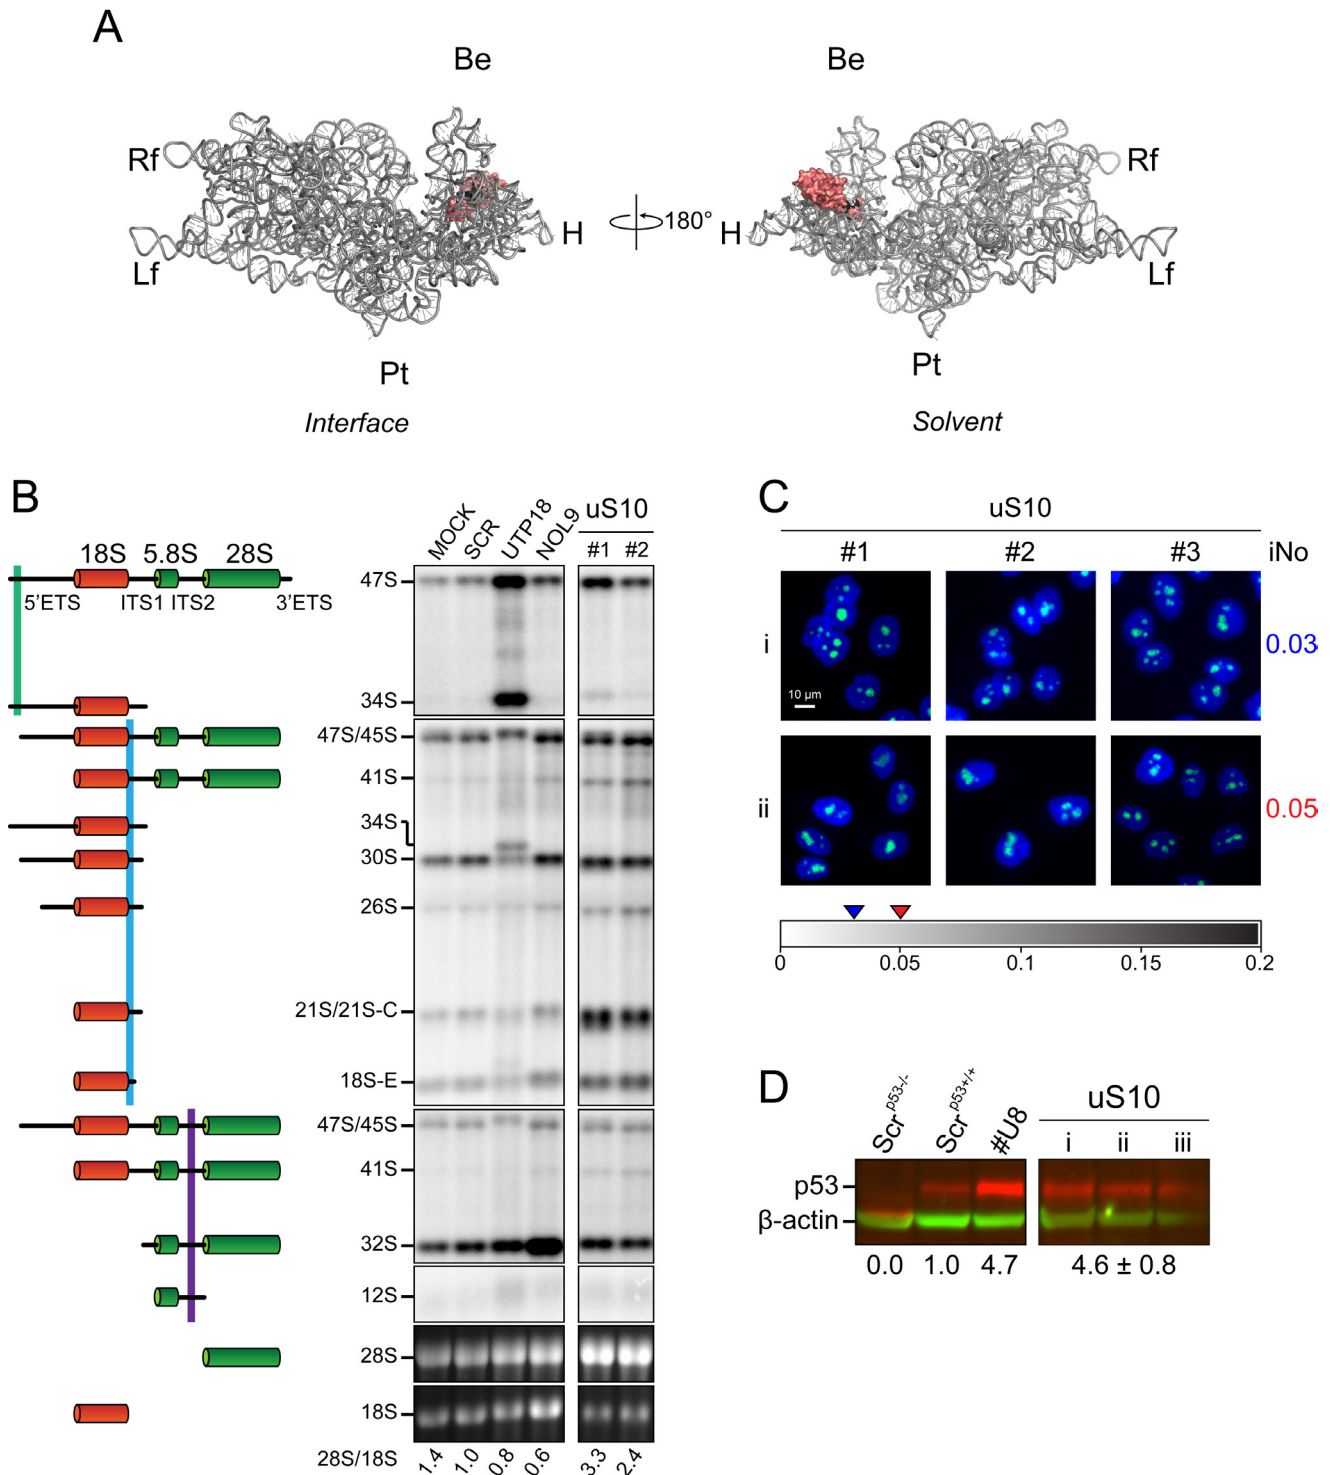 A
Be Be
Rf Rf
H 180° H
Lf Lf
Pt Pt
Interface Solvent
B
MOCK SCR UTP18 NOL9 uS10
#1 #2
18S 5.8S 28S
5'ETS ITS1 ITS2 3'ETS
47S
34S
47S/45S
41S
34S
30S
26S
21S/21S-C
18S-E
47S/45S
41S
32S
12S
28S
18S
28S/18S 1.4 1.0 0.8 0.6 3.3 2.4
C
uS10
#1 #2 #3 iNo
i 0.03
10 µm
ii 0.05
0 0.05 0.1 0.15 0.2
D
Scr p53-/- Scr p53+/+ #U8 uS10
i ii iii
p53
β-actin
0.0 1.0 4.7 4.6 ± 0.8